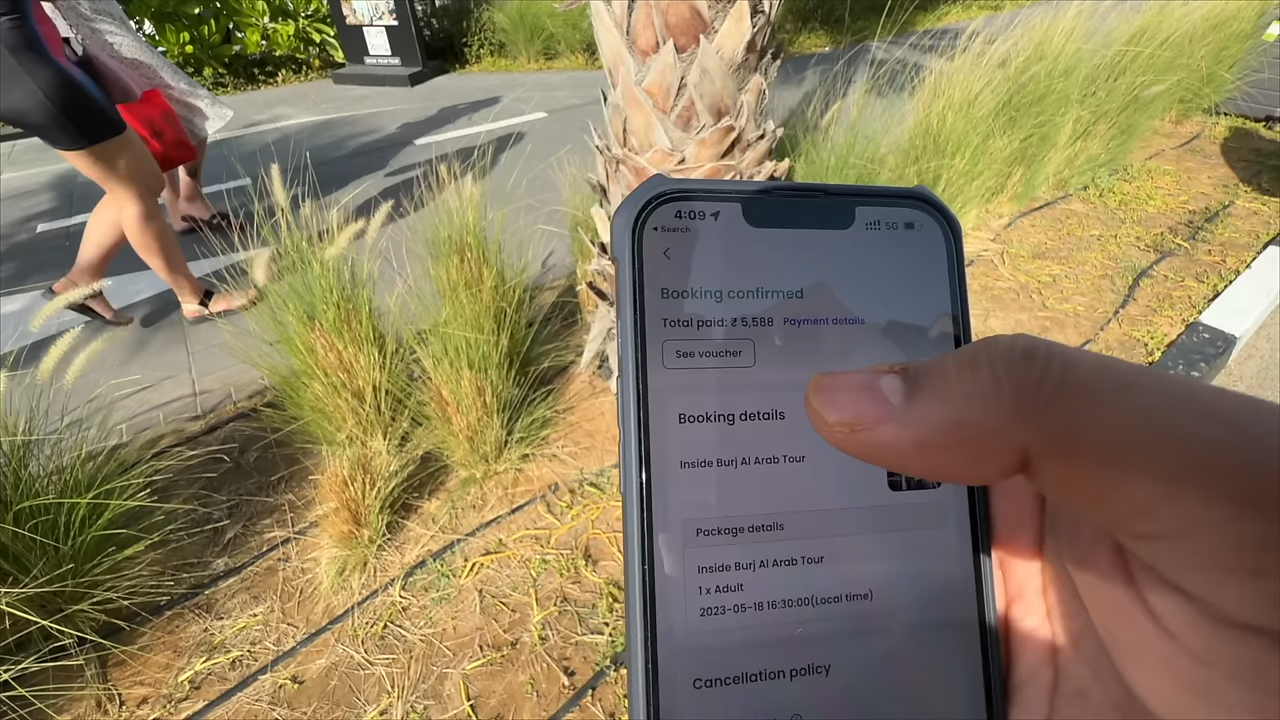 4:09
5G
◂ Search
Booking confirmed
Total paid: ₹ 5,588 Payment details
See voucher
Booking details
Inside Burj Al Arab Tour
Package details
Inside Burj Al Arab Tour
1 x Adult
2023-05-18 16:30:00(Local time)
Cancellation policy